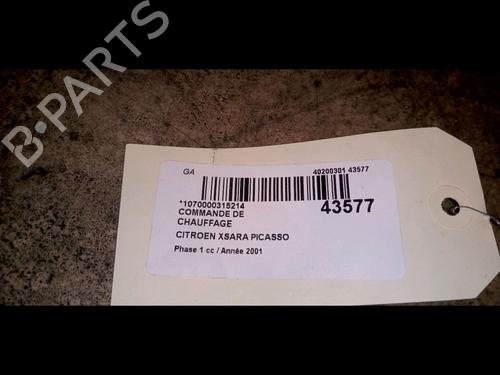 B-PARTS
GA
40200301 43577
*1070000315214
43577
COMMANDE DE
CHAUFFAGE
CITROEN XSARA PICASSO
Phase 1 cc / Année 2001